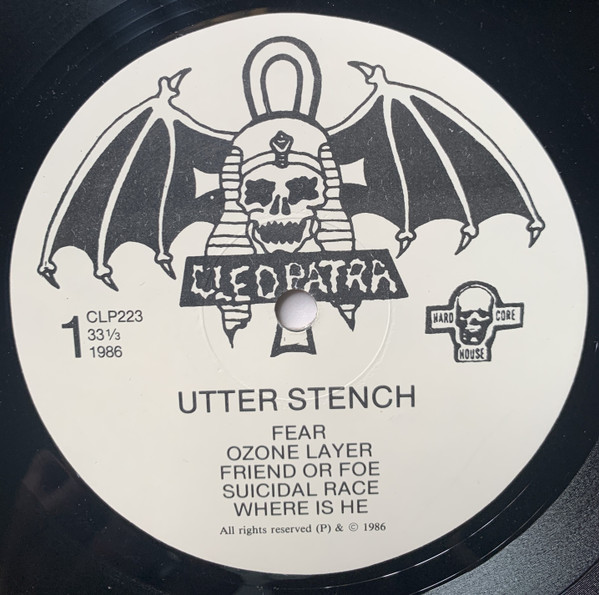 CLEOPATRA
1
CLP223
33⅓
1986
HARD CORE
HOUSE
UTTER STENCH
FEAR
OZONE LAYER
FRIEND OR FOE
SUICIDAL RACE
WHERE IS HE
All rights reserved (P) & © 1986